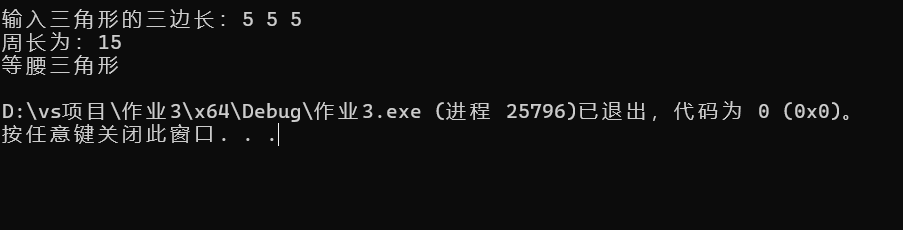 输入三角形的三边长: 5 5 5
周长为: 15
等腰三角形
D:\vs项目\作业3\x64\Debug\作业3.exe (进程 25796)已退出，代码为 0 (0x0)。
按任意键关闭此窗口. . .